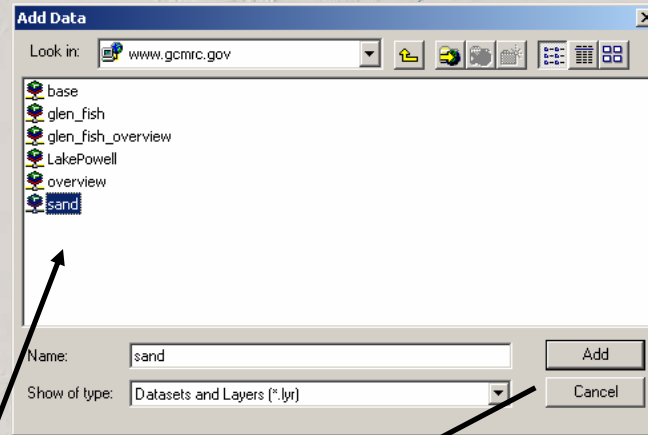 Add Data
Look in: www.gcmrc.gov
base
glen_fish
glen_fish_overview
LakePowell
overview
sand
Name: sand Add
Show of type: Datasets and Layers (*.lyr) Cancel